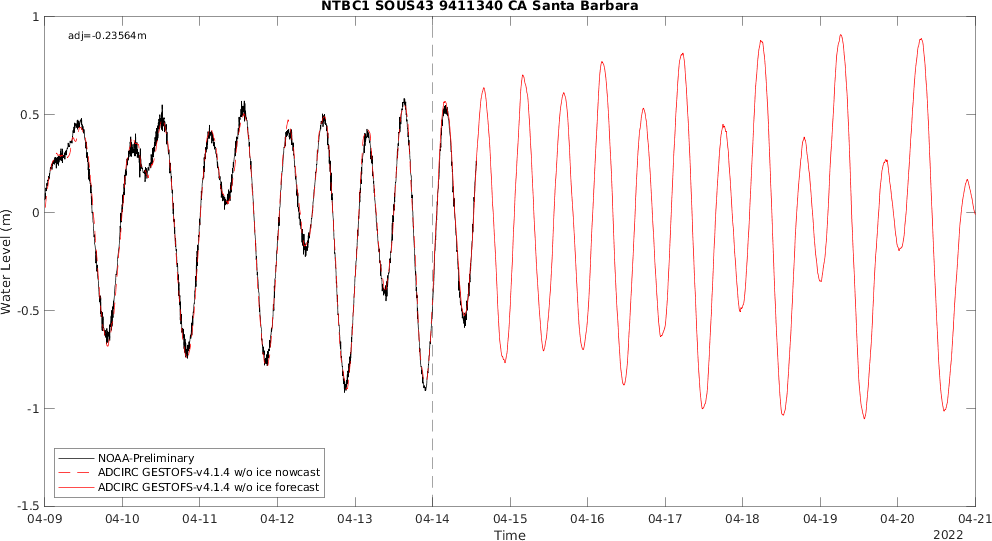 NTBC1 SOUS43 9411340 CA Santa Barbara
adj=-0.23564m
1
0.5
0
-0.5
-1
-1.5
Water Level (m)
NOAA-Preliminary
ADCIRC GESTOFS-v4.1.4 w/o ice nowcast
ADCIRC GESTOFS-v4.1.4 w/o ice forecast
04-09 04-10 04-11 04-12 04-13 04-14 04-15 04-16 04-17 04-18 04-19 04-20 04-21
Time
2022